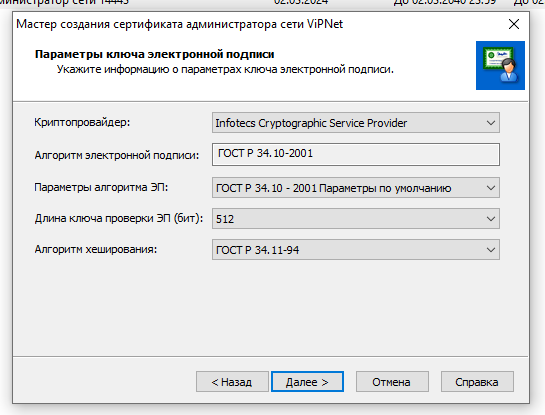 министратор сети 14443 02.03.2024 До 02.03.2040 23:59 До 02.03
Мастер создания сертификата администратора сети ViPNet
Параметры ключа электронной подписи
Укажите информацию о параметрах ключа электронной подписи.
Криптопровайдер: Infotecs Cryptographic Service Provider
Алгоритм электронной подписи: ГОСТ Р 34.10-2001
Параметры алгоритма ЭП: ГОСТ Р 34.10 - 2001 Параметры по умолчанию
Длина ключа проверки ЭП (бит): 512
Алгоритм хеширования: ГОСТ Р 34.11-94
< Назад Далее > Отмена Справка